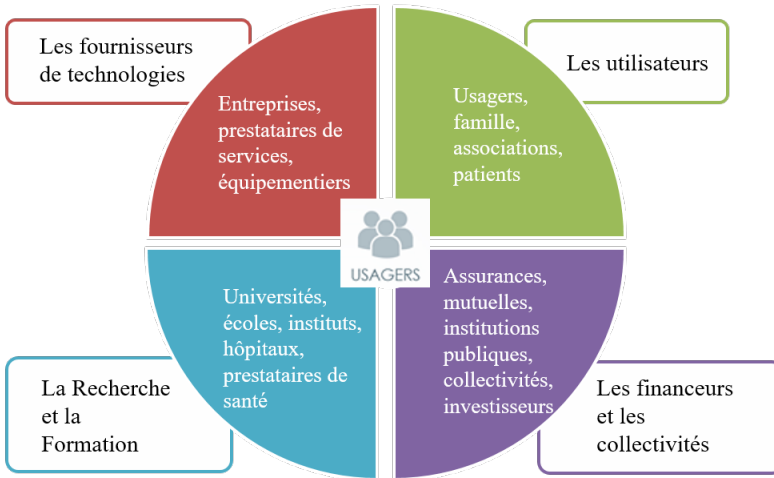 Les fournisseurs
de technologies
Entreprises,
prestataires de
services,
équipementiers
Les utilisateurs
Usagers,
famille,
associations,
patients
USAGERS
La Recherche
et la
Formation
Universités,
écoles, instituts,
hôpitaux,
prestataires de
santé
Assurances,
mutuelles,
institutions
publiques,
collectivités,
investisseurs
Les financeurs
et les
collectivités